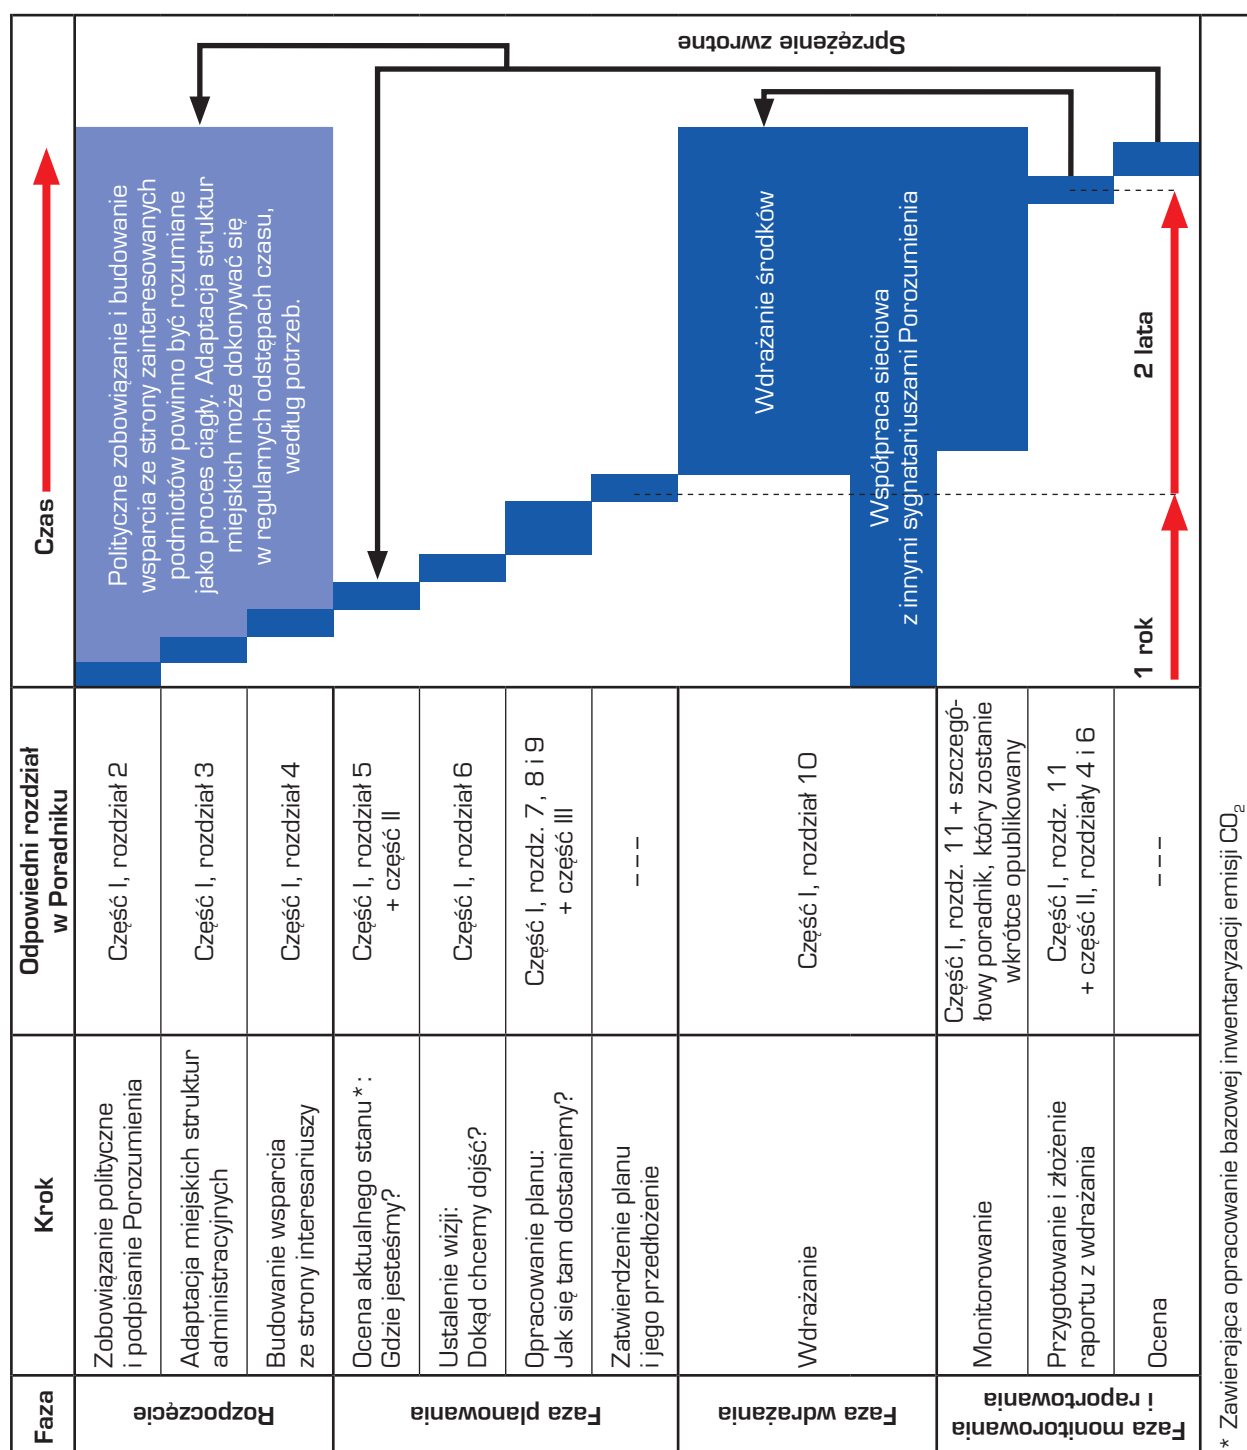 Faza
Krok
Odpowiedni rozdział
w Poradniku
Czas
Rozpoczęcie
Zobowiązanie polityczne
i podpisanie Porozumienia
Część I, rozdział 2
Adaptacja miejskich struktur
administracyjnych
Część I, rozdział 3
Budowanie wsparcia
ze strony interesariuszy
Część I, rozdział 4
Polityczne zobowiązanie i budowanie
wsparcia ze strony zainteresowanych
podmiotów powinno być rozumiane
jako proces ciągły. Adaptacja struktur
miejskich może dokonywać się
w regularnych odstępach czasu,
według potrzeb.
Faza planowania
Ocena aktualnego stanu*:
Gdzie jesteśmy?
Część I, rozdział 5
+ część II
Ustalenie wizji:
Dokąd chcemy dojść?
Część I, rozdział 6
Opracowanie planu:
Jak się tam dostaniemy?
Część I, rozdz. 7, 8 i 9
+ część III
Zatwierdzenie planu
i jego przedłożenie
– – –
Faza wdrażania
Wdrażanie
Część I, rozdział 10
Wdrażanie środków
Współpraca sieciowa
z innymi sygnatariuszami Porozumienia
Faza monitorowania
i raportowania
Monitorowanie
Część I, rozdz. 11 + szczegó-
łowy poradnik, który zostanie
wkrótce opublikowany
Przygotowanie i złożenie
raportu z wdrażania
Część I, rozdz. 11
+ część II, rozdziały 4 i 6
Ocena
– – –
1 rok
2 lata
Sprzężenie zwrotne
* Zawierająca opracowanie bazowej inwentaryzacji emisji CO₂